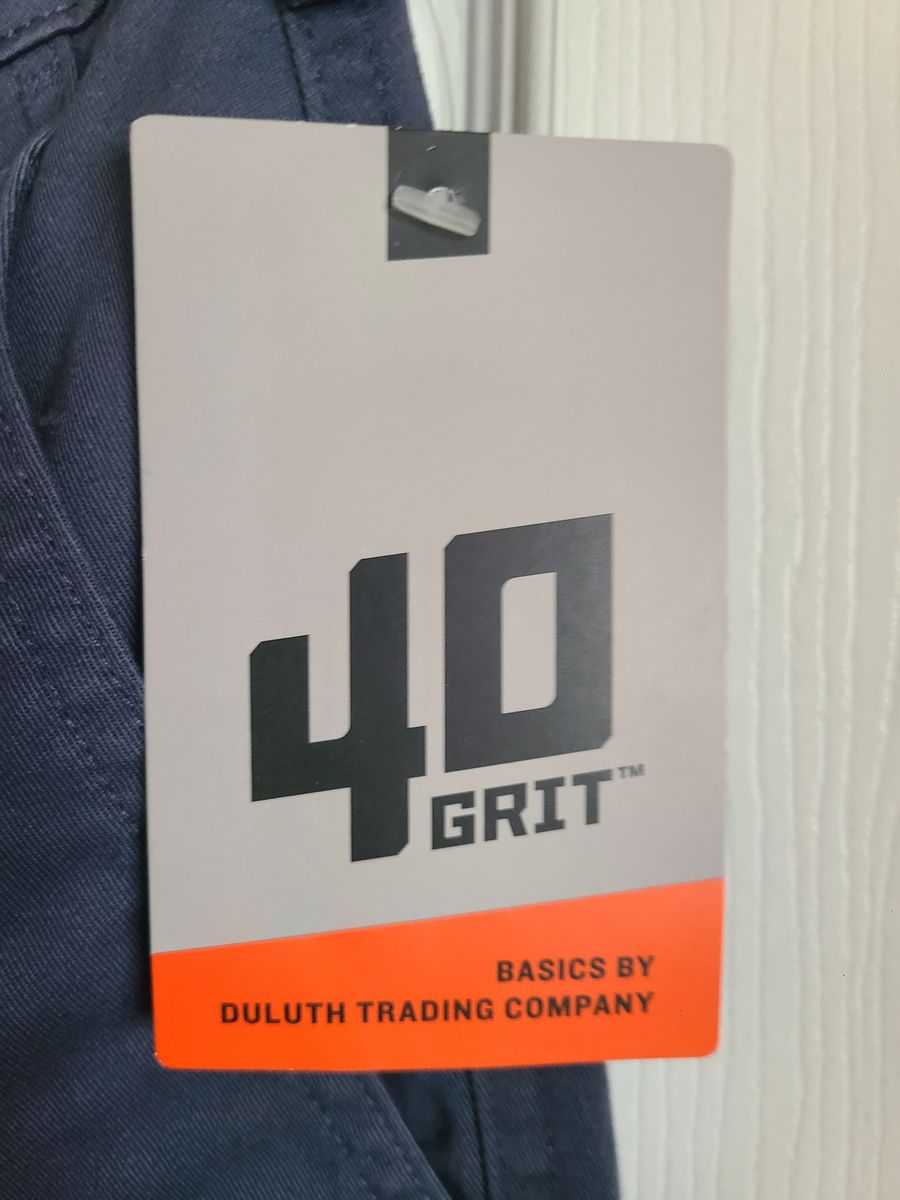 40
GRIT™
BASICS BY
DULUTH TRADING COMPANY